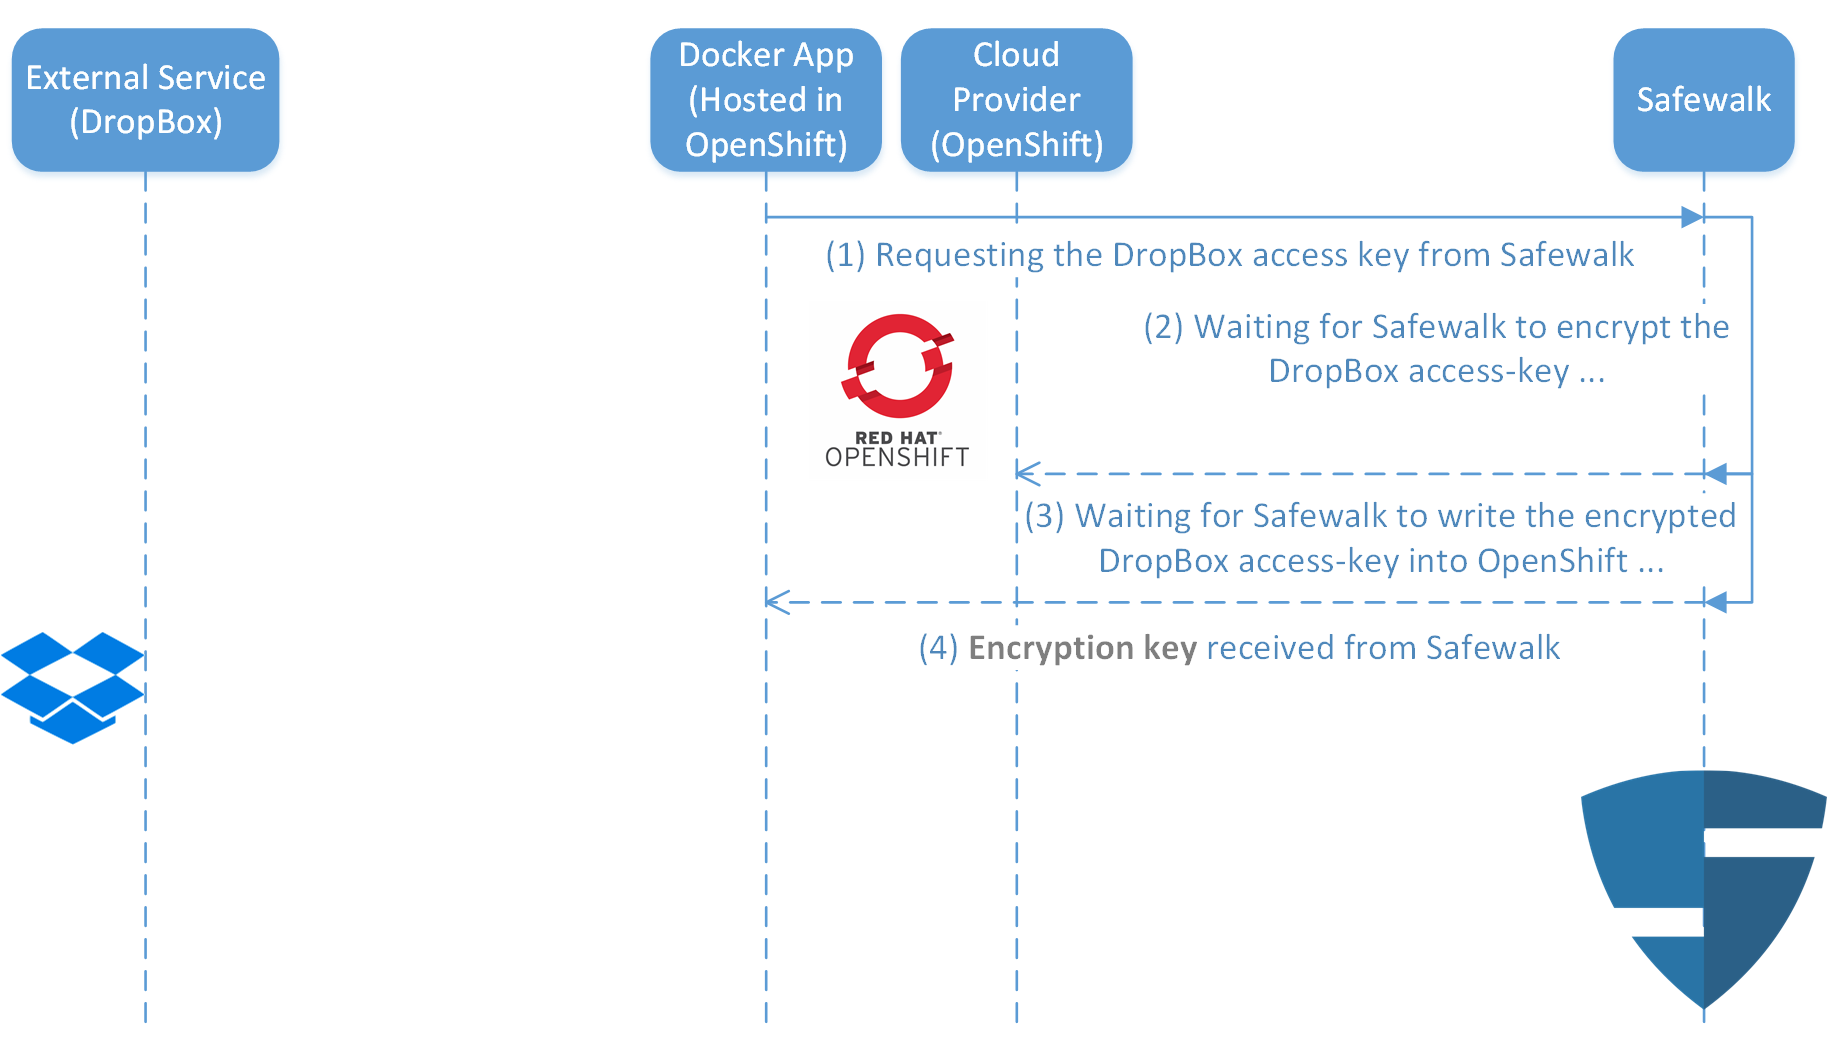 External Service
(DropBox)
Docker App
(Hosted in
OpenShift)
Cloud
Provider
(OpenShift)
Safewalk
(1) Requesting the DropBox access key from Safewalk
(2) Waiting for Safewalk to encrypt the
DropBox access-key ...
RED HAT®
OPENSHIFT
(3) Waiting for Safewalk to write the encrypted
DropBox access-key into OpenShift ...
(4) Encryption key received from Safewalk